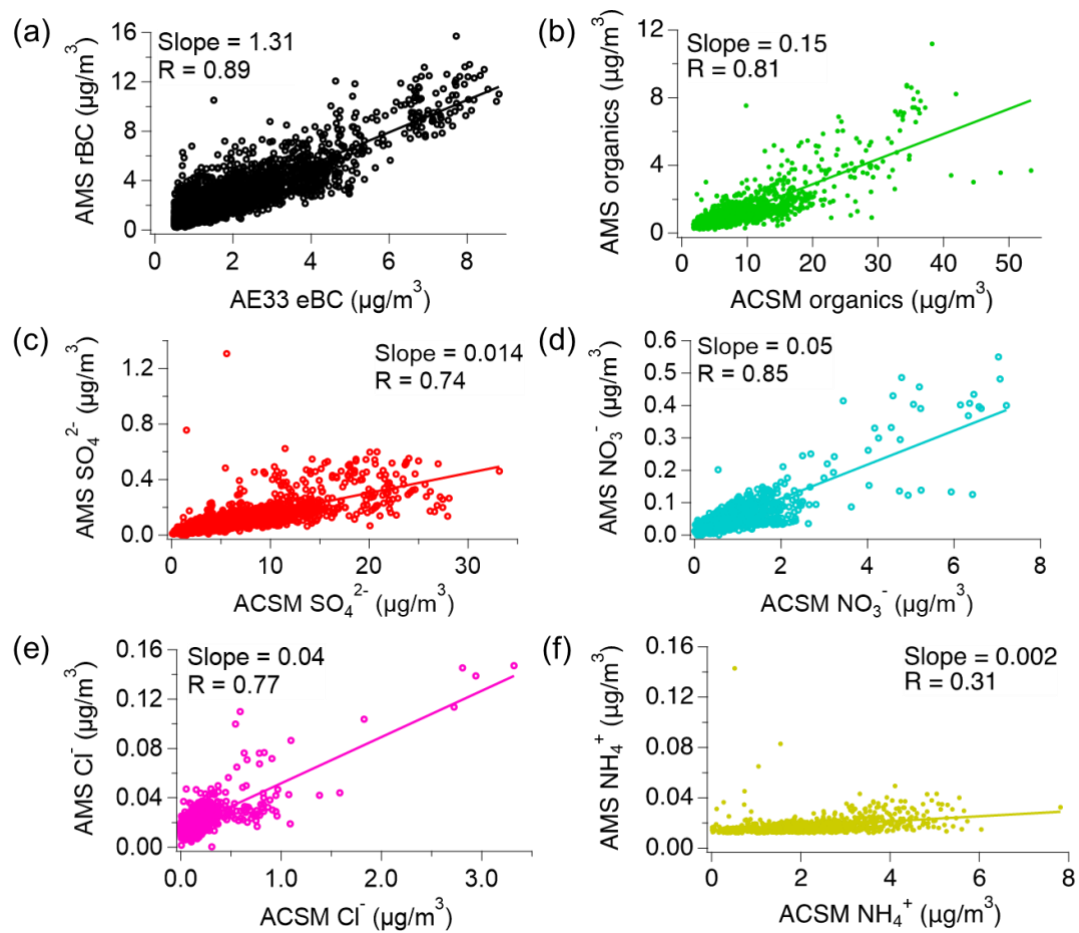 (a)
Slope = 1.31
R = 0.89
16
12
8
4
0
AMS rBC (µg/m³)
0 2 4 6 8
AE33 eBC (µg/m³)
(b)
Slope = 0.15
R = 0.81
12
8
4
0
AMS organics (µg/m³)
0 10 20 30 40 50
ACSM organics (µg/m³)
(c)
Slope = 0.014
R = 0.74
1.2
0.8
0.4
0.0
AMS SO₄²⁻ (µg/m³)
0 10 20 30
ACSM SO₄²⁻ (µg/m³)
(d)
Slope = 0.05
R = 0.85
0.6
0.5
0.4
0.3
0.2
0.1
0.0
AMS NO₃⁻ (µg/m³)
0 2 4 6 8
ACSM NO₃⁻ (µg/m³)
(e)
Slope = 0.04
R = 0.77
0.16
0.12
0.08
0.04
0.00
AMS Cl⁻ (µg/m³)
0.0 1.0 2.0 3.0
ACSM Cl⁻ (µg/m³)
(f)
Slope = 0.002
R = 0.31
0.16
0.12
0.08
0.04
0.00
AMS NH₄⁺ (µg/m³)
0 2 4 6 8
ACSM NH₄⁺ (µg/m³)